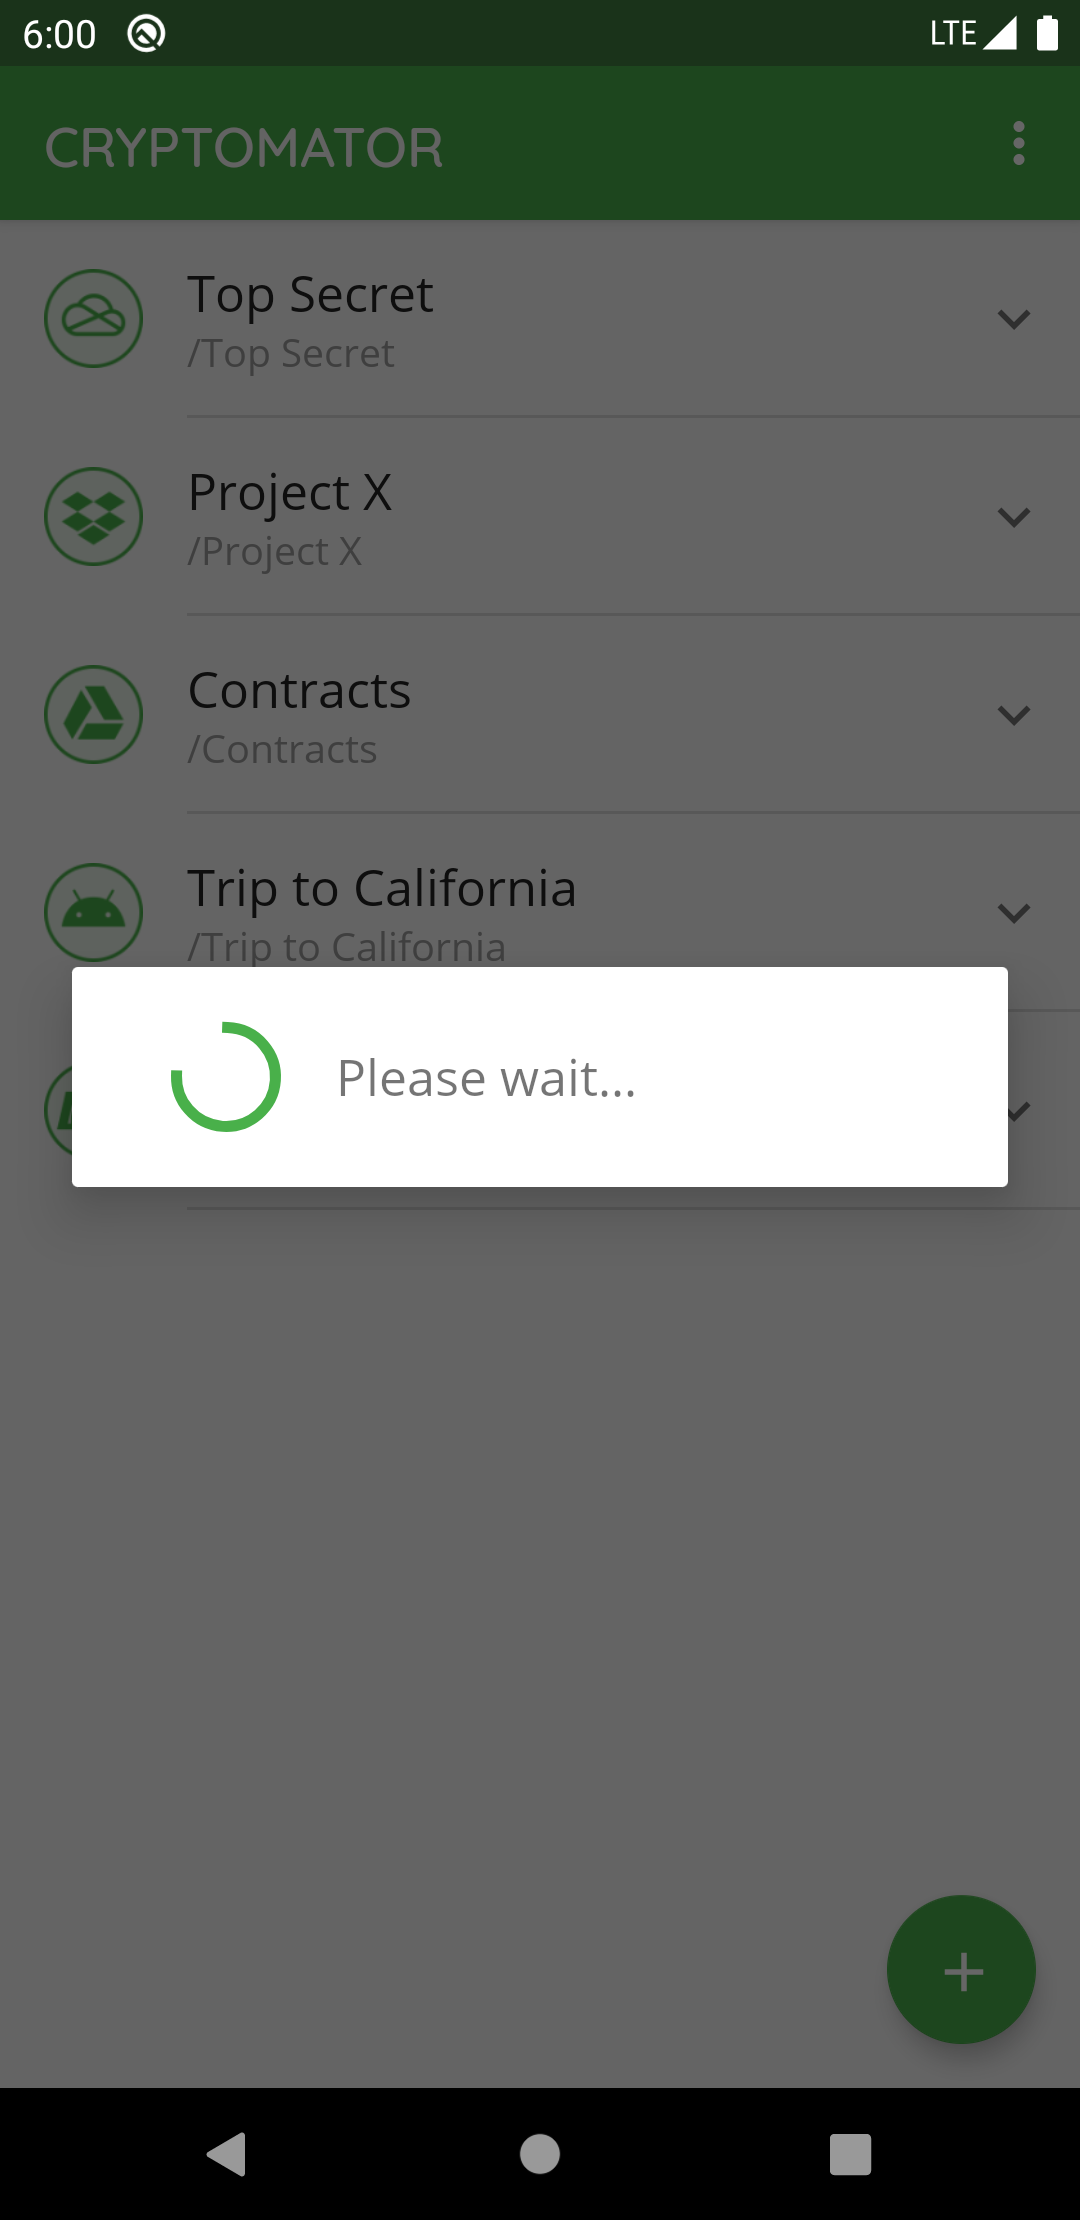 6:00
LTE
CRYPTOMATOR
Top Secret
/Top Secret
Project X
/Project X
Contracts
/Contracts
Trip to California
/Trip to California
Please wait...